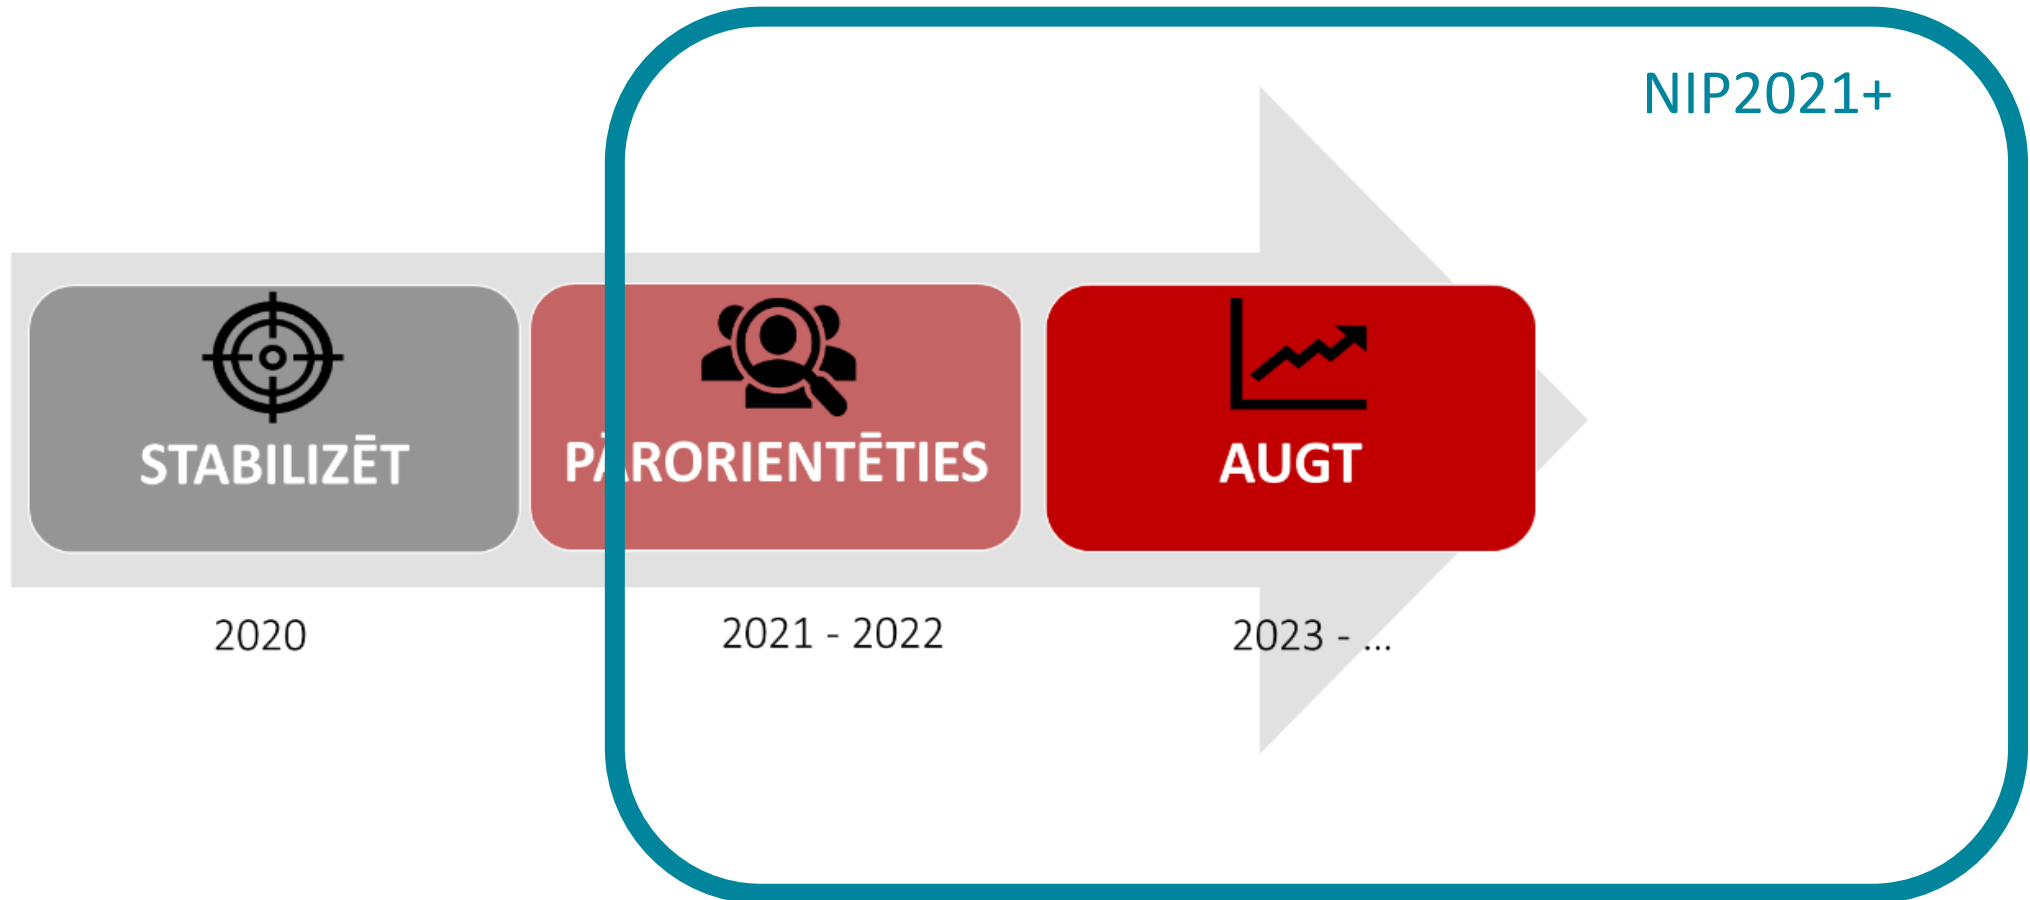 NIP2021+
STABILIZĒT
PĀRORIENTĒTIES
AUGT
2020
2021 - 2022
2023 - ...